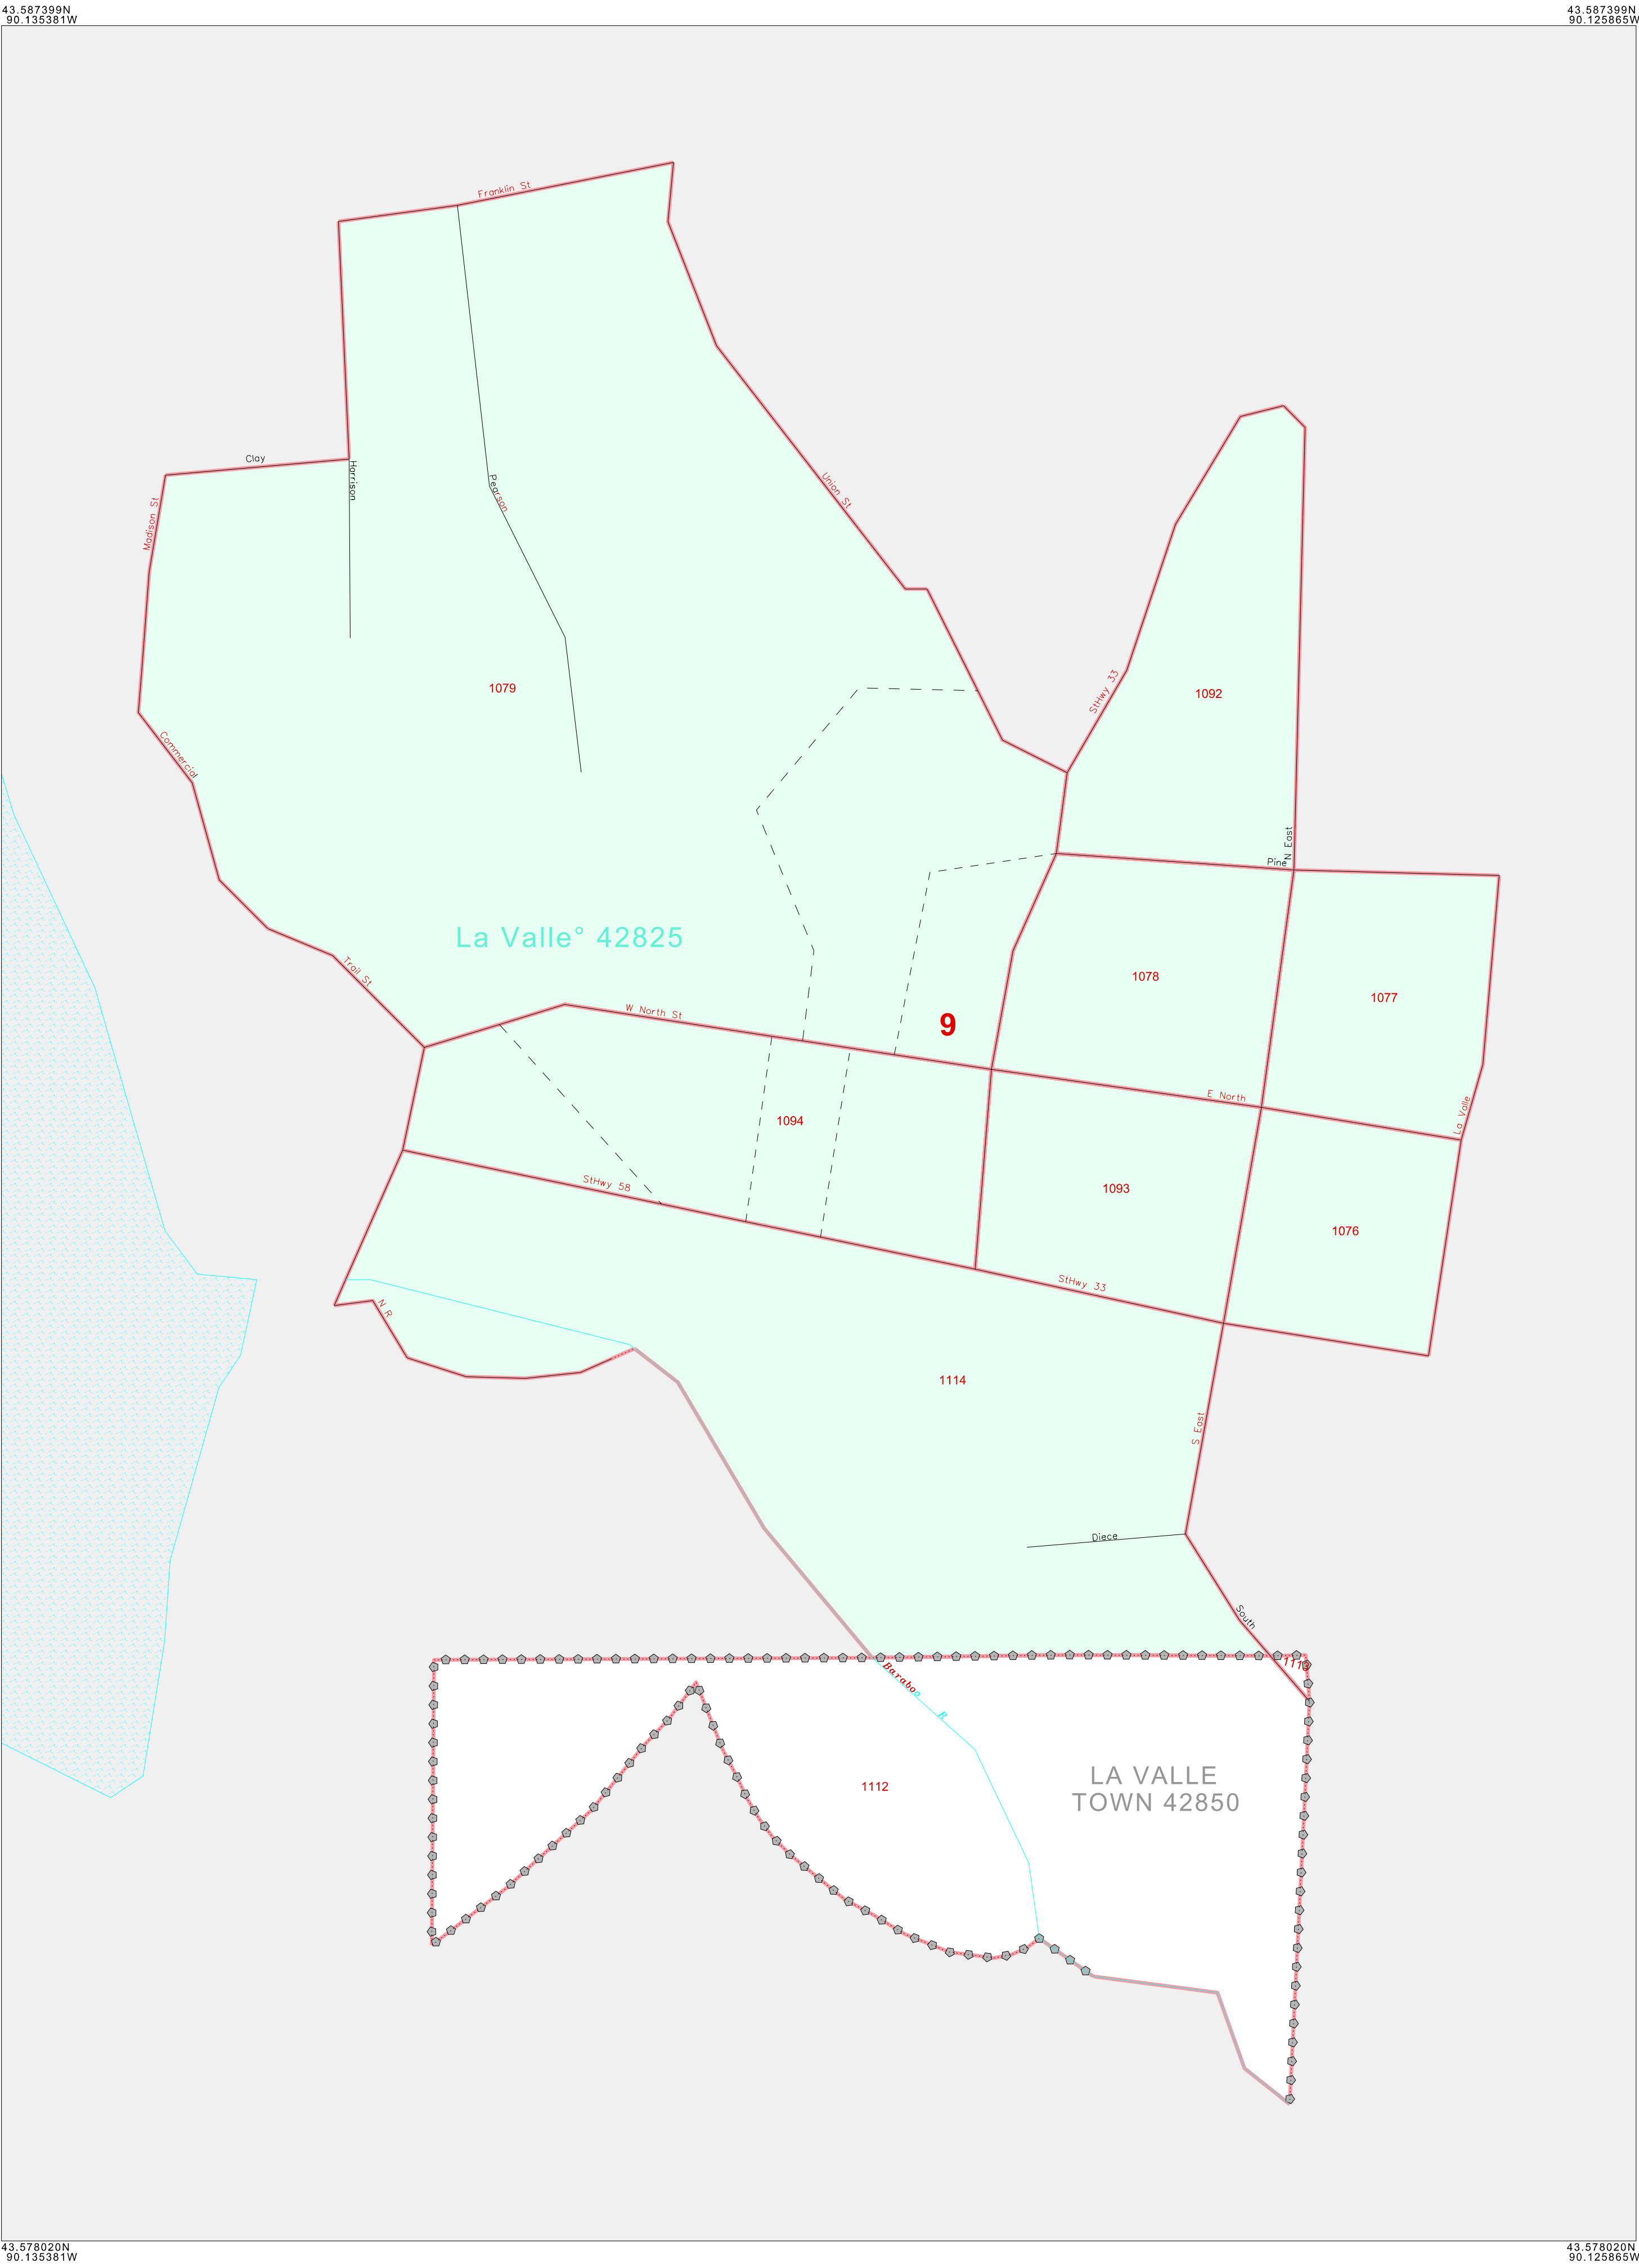 43.587399N
90.135381W
43.587399N
90.125865W
Franklin St
Clay
Harrison
Madison St
Pearson
Union St
1079
1092
StHwy 33
Commercial
N East
Pine
La Valle° 42825
Trail St
1078
1077
W North St
9
E North
La Valle
1094
1093
StHwy 58
1076
StHwy 33
N R
1114
S East
Diece
South
1113
Baraboo R
LA VALLE
TOWN 42850
1112
43.578020N
90.135381W
43.578020N
90.125865W